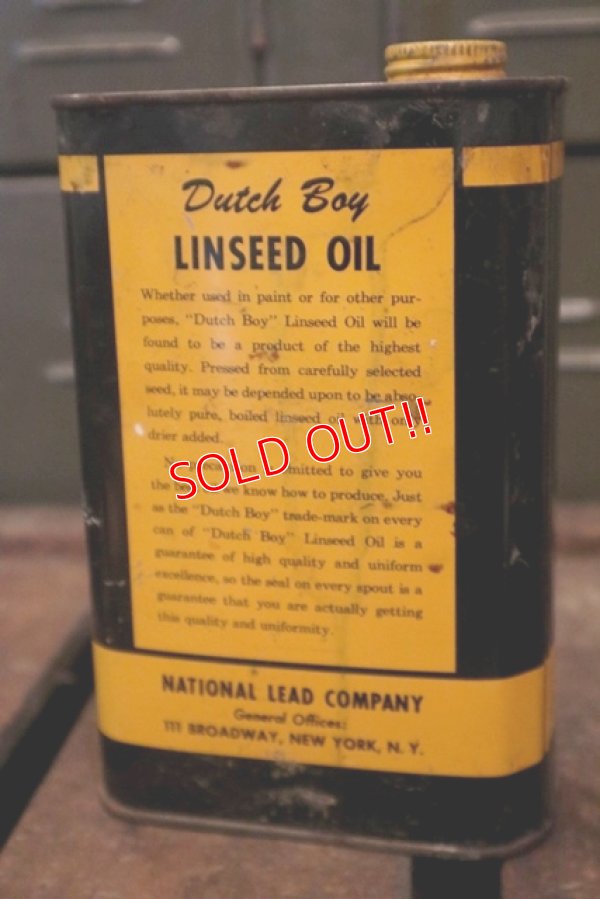 Dutch Boy
LINSEED OIL
Whether used in paint or for other pur-
poses, "Dutch Boy" Linseed Oil will be
found to be a product of the highest
quality. Pressed from carefully selected
seed, it may be depended upon to be abso-
lutely pure, boiled linseed oil with only
drier added.
SOLD OUT!!
No precaution omitted to give you
the we know how to produce. Just
as the "Dutch Boy" trade-mark on every
can of "Dutch Boy" Linseed Oil is a
guarantee of high quality and uniform
excellence, so the seal on every spout is a
guarantee that you are actually getting
this quality and uniformity.
NATIONAL LEAD COMPANY
General Offices:
111 BROADWAY, NEW YORK, N. Y.